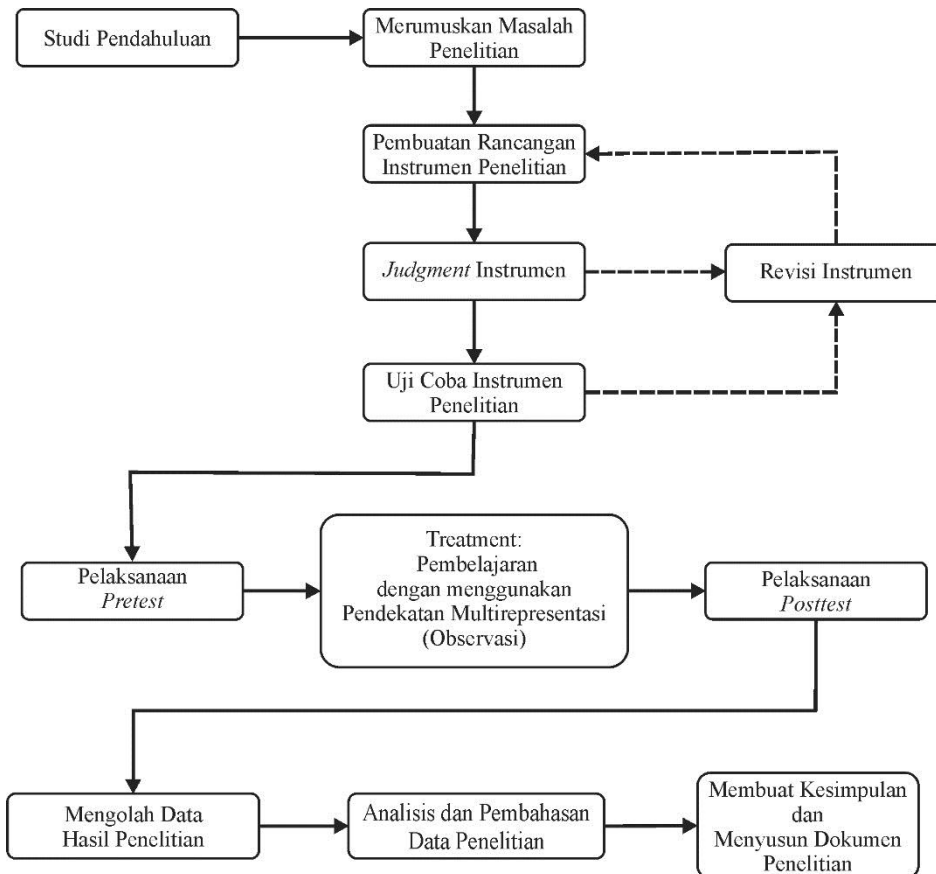 Studi Pendahuluan
Merumuskan Masalah
Penelitian
Pembuatan Rancangan
Instrumen Penelitian
Judgment Instrumen
Revisi Instrumen
Uji Coba Instrumen
Penelitian
Pelaksanaan
Pretest
Treatment:
Pembelajaran
dengan menggunakan
Pendekatan Multirepresentasi
(Observasi)
Pelaksanaan
Posttest
Mengolah Data
Hasil Penelitian
Analisis dan Pembahasan
Data Penelitian
Membuat Kesimpulan
dan
Menyusun Dokumen
Penelitian